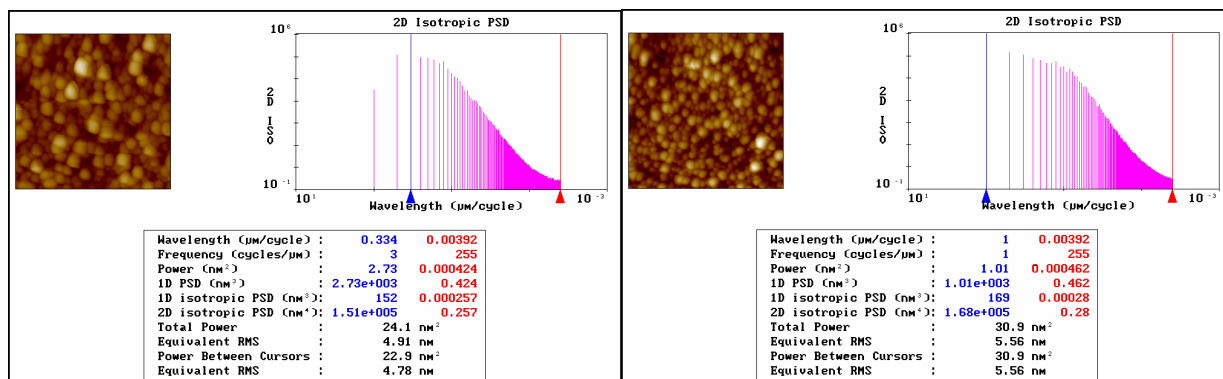 2D Isotropic PSD
10⁶
2D ISO
10⁻¹
10¹
Wavelength (µm/cycle)
10⁻³
Wavelength (µm/cycle) : 0.334 0.00392
Frequency (cycles/µm) : 3 255
Power (nm²) : 2.73 0.000424
1D PSD (nm³) : 2.73e+003 0.424
1D isotropic PSD (nm³): 152 0.000257
2D isotropic PSD (nm⁴): 1.51e+005 0.257
Total Power : 24.1 nm²
Equivalent RMS : 4.91 nm
Power Between Cursors : 22.9 nm²
Equivalent RMS : 4.78 nm
2D Isotropic PSD
10⁶
2D ISO
10⁻¹
10¹
Wavelength (µm/cycle)
10⁻³
Wavelength (µm/cycle) : 1 0.00392
Frequency (cycles/µm) : 1 255
Power (nm²) : 1.01 0.000462
1D PSD (nm³) : 1.01e+003 0.462
1D isotropic PSD (nm³): 169 0.00028
2D isotropic PSD (nm⁴): 1.68e+005 0.28
Total Power : 30.9 nm²
Equivalent RMS : 5.56 nm
Power Between Cursors : 30.9 nm²
Equivalent RMS : 5.56 nm